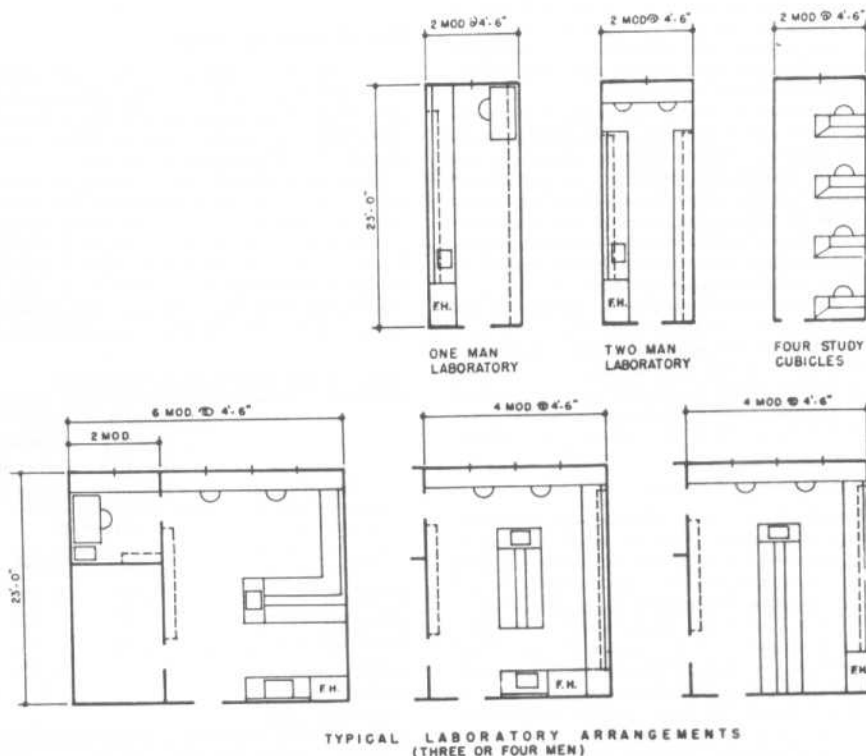 2 MOD @ 4'-6"
2 MOD @ 4'-6"
2 MOD @ 4'-6"
23'-0"
F.H.
F.H.
ONE MAN
LABORATORY
TWO MAN
LABORATORY
FOUR STUDY
CUBICLES
6 MOD. @ 4'-6"
2 MOD.
4 MOD @ 4'-6"
4 MOD @ 4'-6"
23'-0"
F.H.
F.H.
F.H.
TYPICAL LABORATORY ARRANGEMENTS
(THREE OR FOUR MEN)